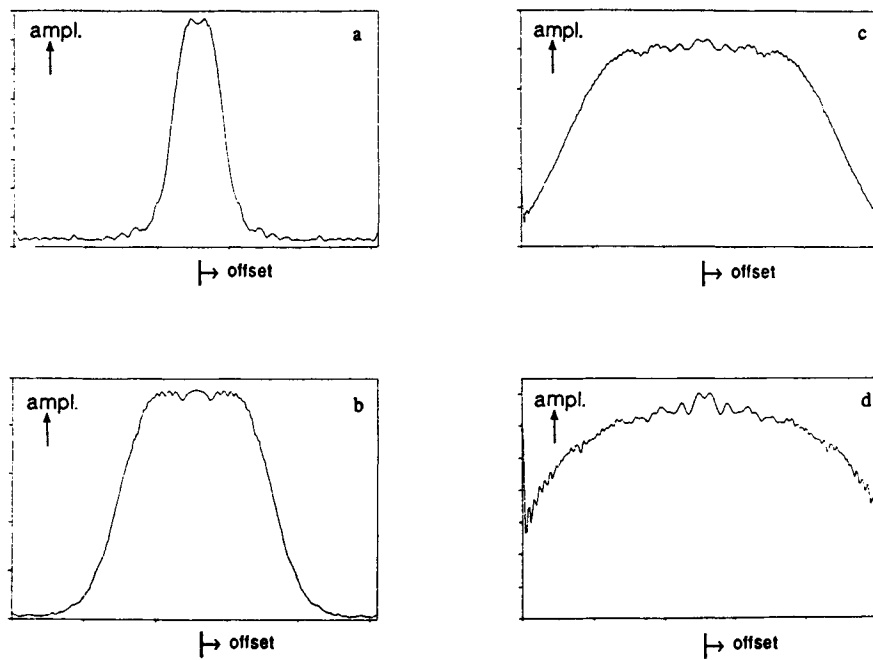 ampl.
a
offset
ampl.
c
offset
ampl.
b
offset
ampl.
d
offset